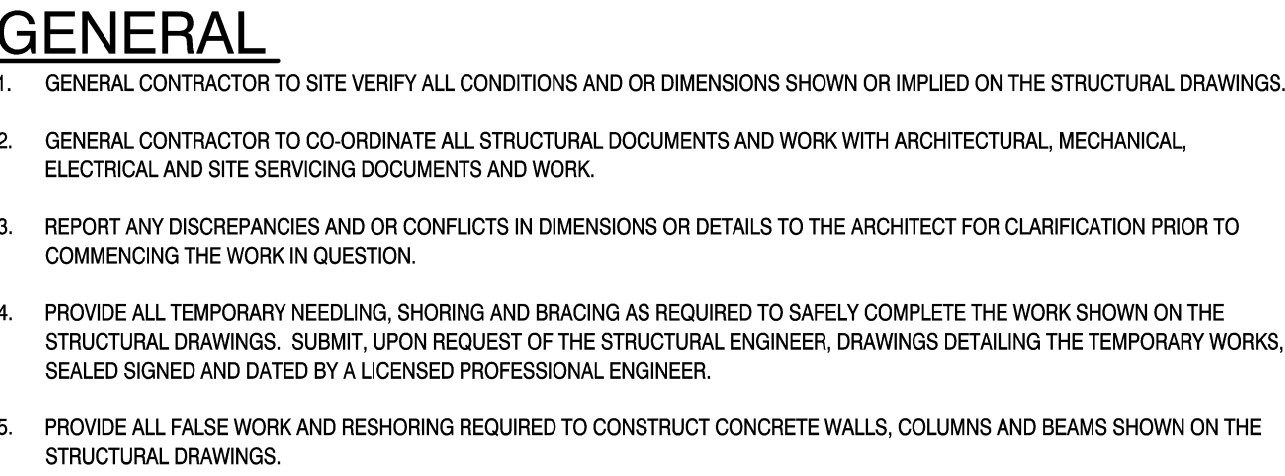 GENERAL
1. GENERAL CONTRACTOR TO SITE VERIFY ALL CONDITIONS AND OR DIMENSIONS SHOWN OR IMPLIED ON THE STRUCTURAL DRAWINGS.
2. GENERAL CONTRACTOR TO CO-ORDINATE ALL STRUCTURAL DOCUMENTS AND WORK WITH ARCHITECTURAL, MECHANICAL,
ELECTRICAL AND SITE SERVICING DOCUMENTS AND WORK.
3. REPORT ANY DISCREPANCIES AND OR CONFLICTS IN DIMENSIONS OR DETAILS TO THE ARCHITECT FOR CLARIFICATION PRIOR TO
COMMENCING THE WORK IN QUESTION.
4. PROVIDE ALL TEMPORARY NEEDLING, SHORING AND BRACING AS REQUIRED TO SAFELY COMPLETE THE WORK SHOWN ON THE
STRUCTURAL DRAWINGS.  SUBMIT, UPON REQUEST OF THE STRUCTURAL ENGINEER, DRAWINGS DETAILING THE TEMPORARY WORKS,
SEALED SIGNED AND DATED BY A LICENSED PROFESSIONAL ENGINEER.
5. PROVIDE ALL FALSE WORK AND RESHORING REQUIRED TO CONSTRUCT CONCRETE WALLS, COLUMNS AND BEAMS SHOWN ON THE
STRUCTURAL DRAWINGS.